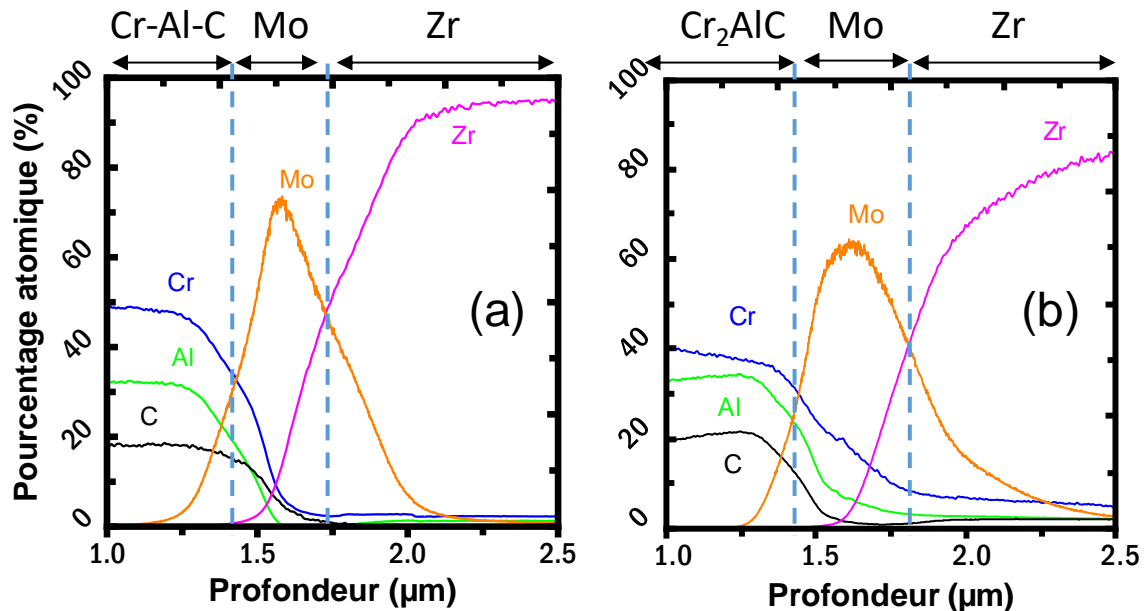 Cr-Al-C Mo Zr
Cr₂AlC Mo Zr
Pourcentage atomique (%)
100
80
60
40
20
0
Zr
Mo
Cr
Al
C
(a)
1.0 1.5 2.0 2.5
Profondeur (µm)
100
80
60
40
20
0
Zr
Mo
Cr
Al
C
(b)
1.0 1.5 2.0 2.5
Profondeur (µm)